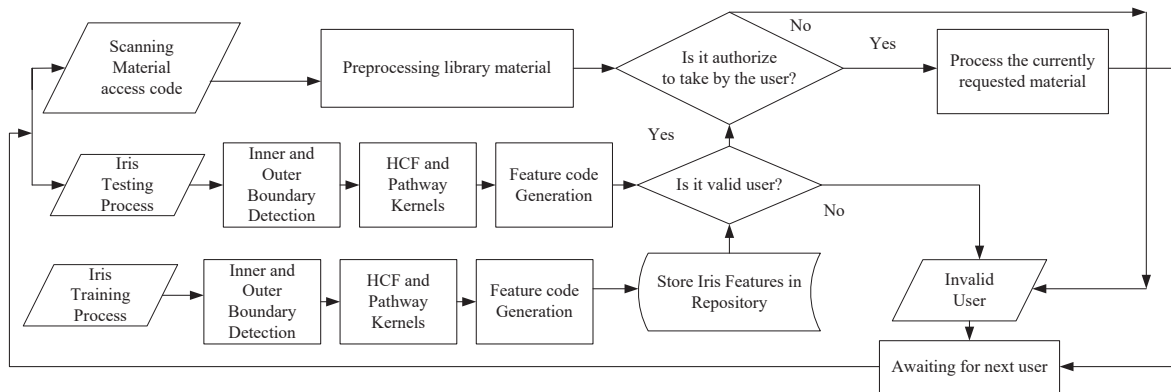 Scanning
Material
access code
Preprocessing library material
Is it authorize
to take by the user?
No
Yes
Process the currently
requested material
Yes
Iris
Testing
Process
Inner and
Outer
Boundary
Detection
HCF and
Pathway
Kernels
Feature code
Generation
Is it valid user?
No
Iris
Training
Process
Inner and
Outer
Boundary
Detection
HCF and
Pathway
Kernels
Feature code
Generation
Store Iris Features in
Repository
Invalid
User
Awaiting for next user